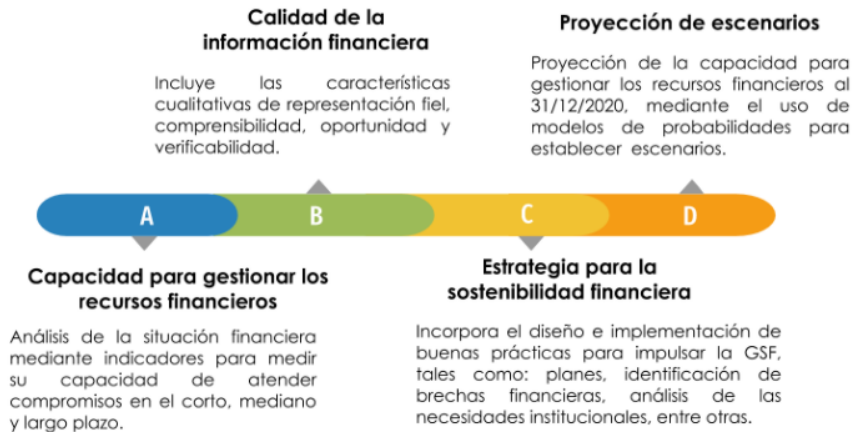 Calidad de la
información financiera
Incluye las características
cualitativas de representación fiel,
comprensibilidad, oportunidad y
verificabilidad.
Proyección de escenarios
Proyección de la capacidad para
gestionar los recursos financieros al
31/12/2020, mediante el uso de
modelos de probabilidades para
establecer escenarios.
A
B
C
D
Capacidad para gestionar los
recursos financieros
Análisis de la situación financiera
mediante indicadores para medir
su capacidad de atender
compromisos en el corto, mediano
y largo plazo.
Estrategia para la
sostenibilidad financiera
Incorpora el diseño e implementación de
buenas prácticas para impulsar la GSF,
tales como: planes, identificación de
brechas financieras, análisis de las
necesidades institucionales, entre otras.